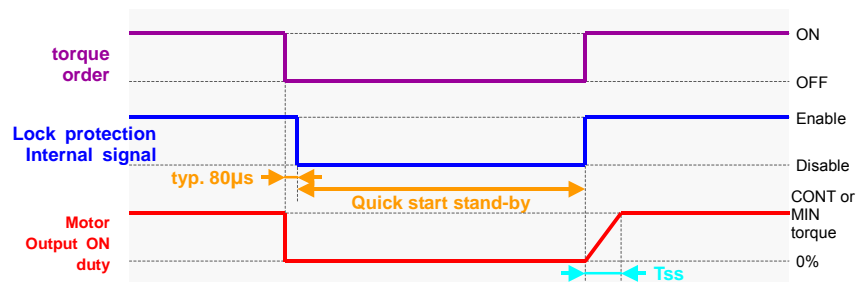 torque
order
ON
OFF
Lock protection
Internal signal
Enable
Disable
typ. 80µs
Quick start stand-by
Motor
Output ON
duty
CONT or
MIN
torque
0%
Tss